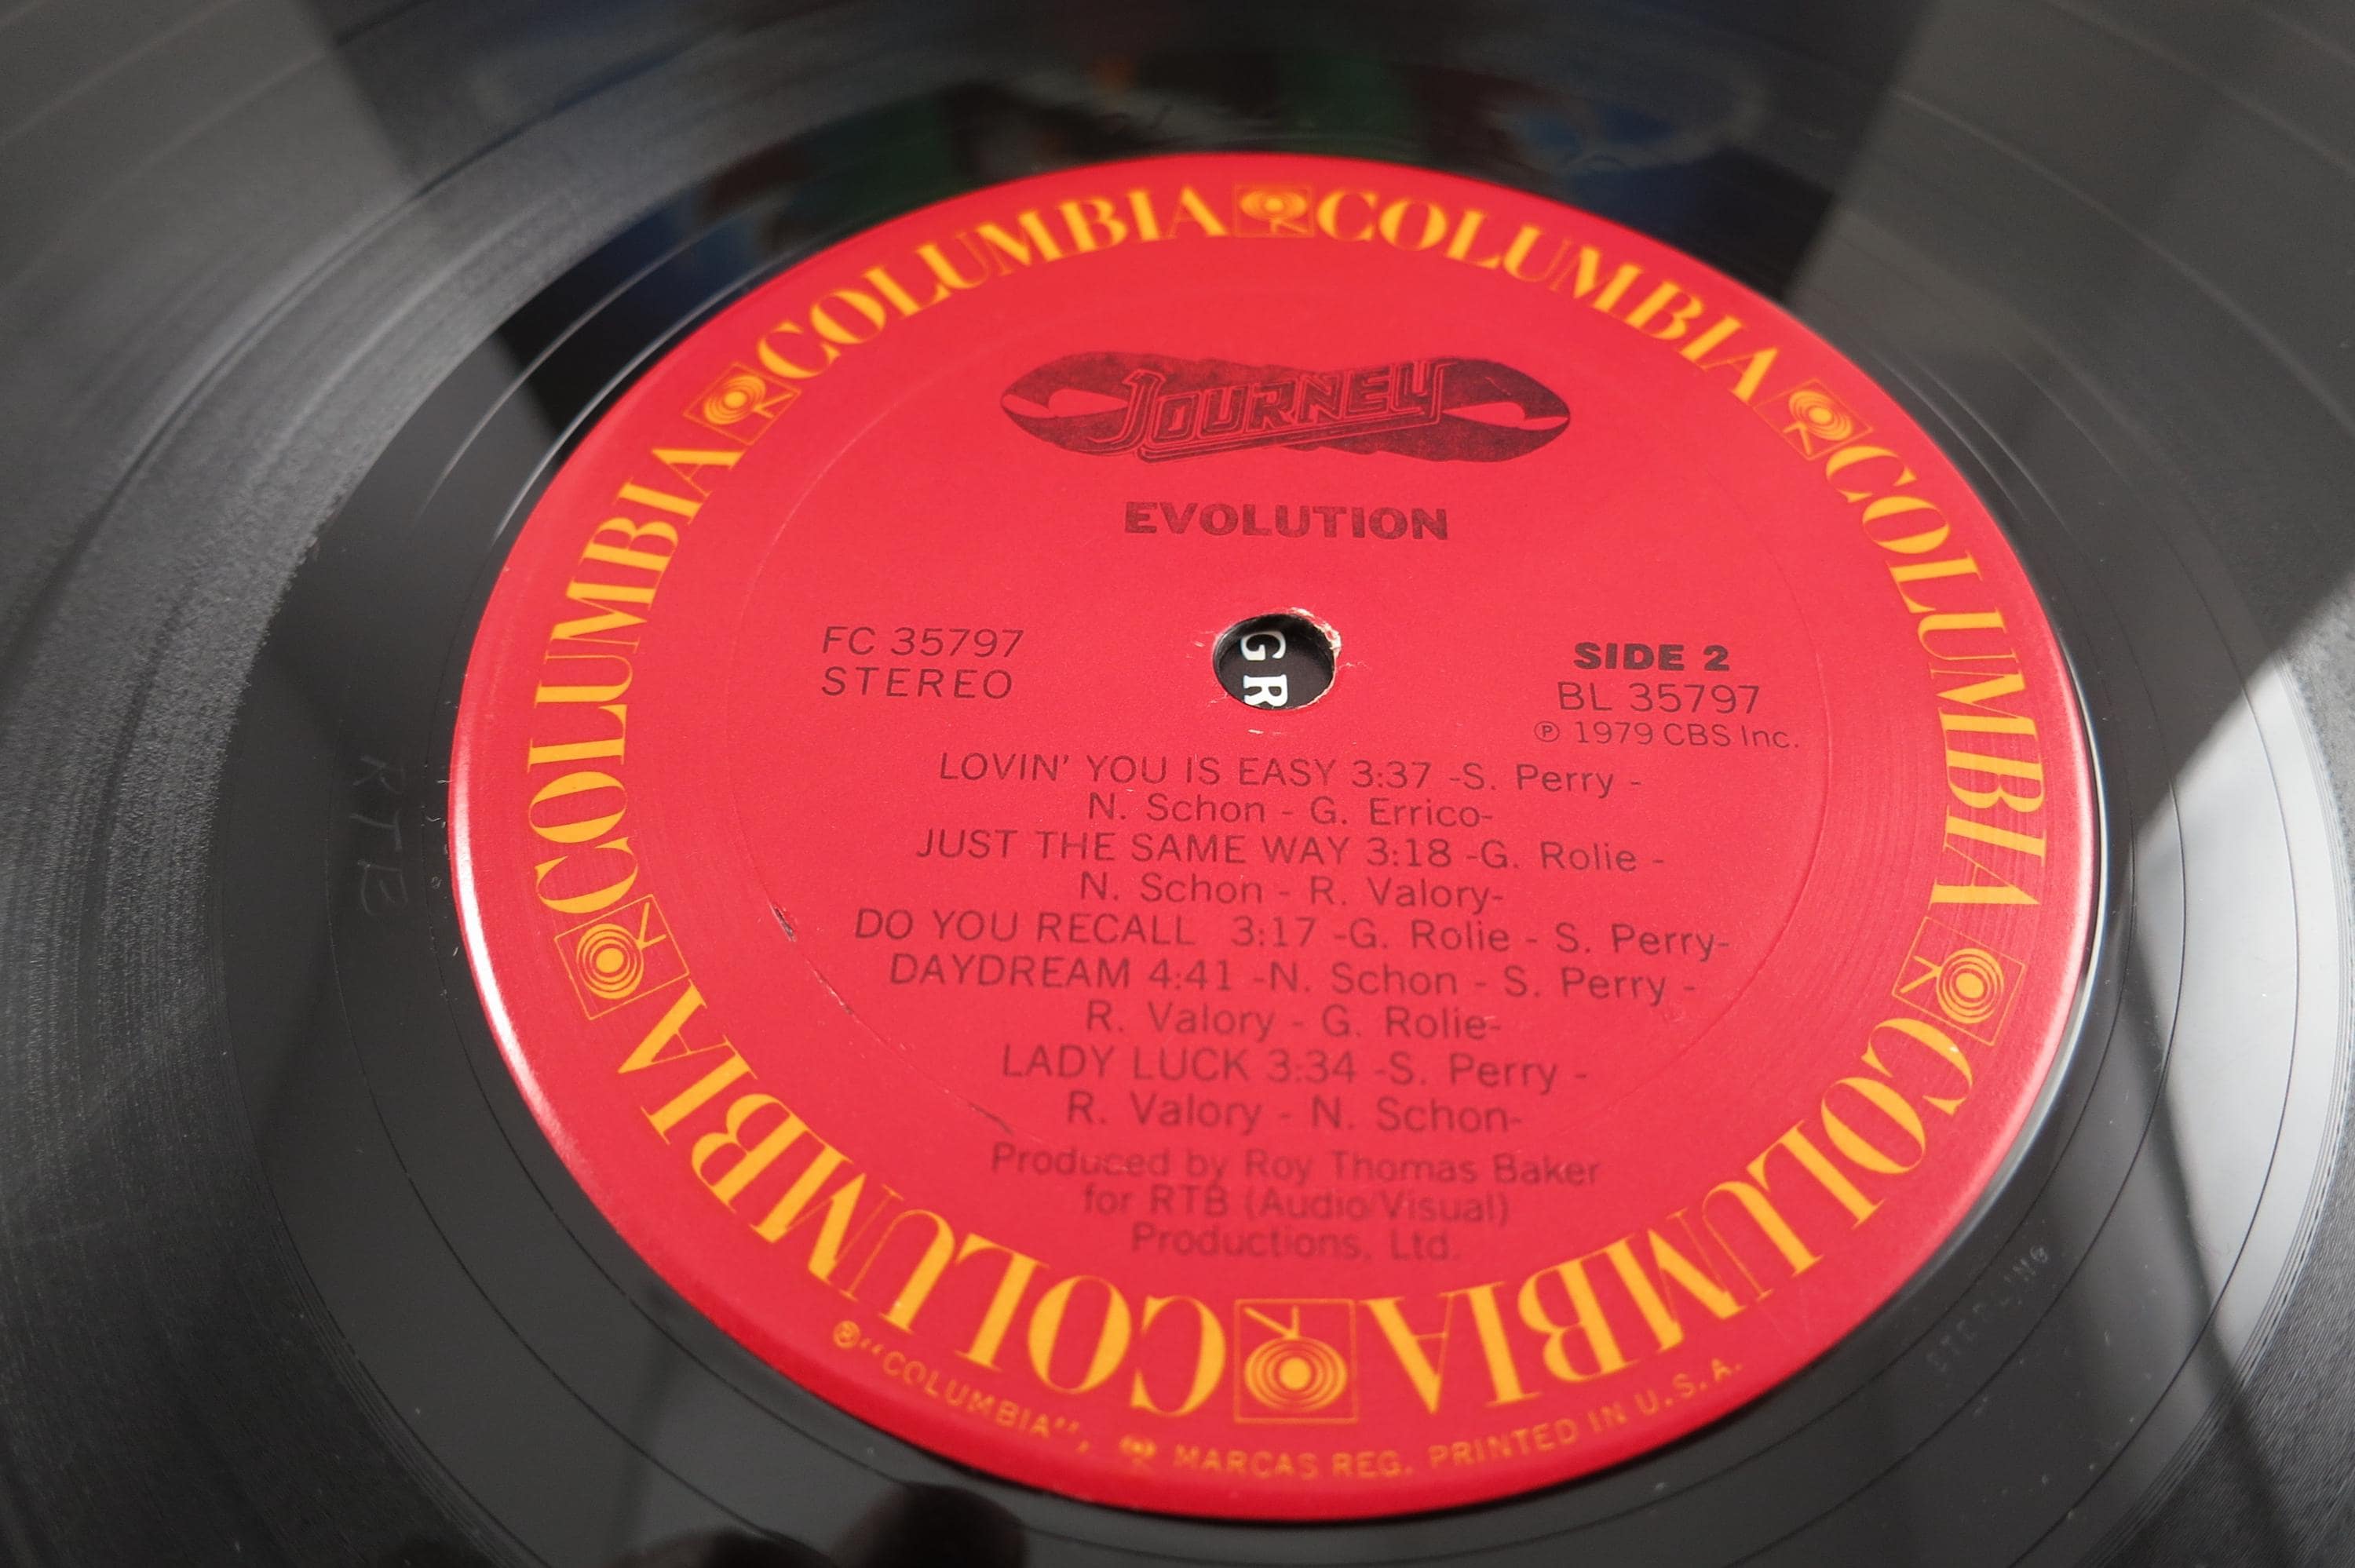 COLUMBIA COLUMBIA COLUMBIA COLUMBIA COLUMBIA COLUMBIA
JOURNEY
EVOLUTION
FC 35797
STEREO
GR
SIDE 2
BL 35797
℗ 1979 CBS Inc.
LOVIN' YOU IS EASY 3:37 -S. Perry -
N. Schon - G. Errico-
JUST THE SAME WAY 3:18 -G. Rolie -
N. Schon - R. Valory-
DO YOU RECALL 3:17 -G. Rolie - S. Perry-
DAYDREAM 4:41 -N. Schon - S. Perry -
R. Valory - G. Rolie-
LADY LUCK 3:34 -S. Perry -
R. Valory - N. Schon-
Produced by Roy Thomas Baker
for RTB (Audio/Visual)
Productions, Ltd.
® "COLUMBIA", MARCAS REG. PRINTED IN U.S.A.
RTB
STERLING